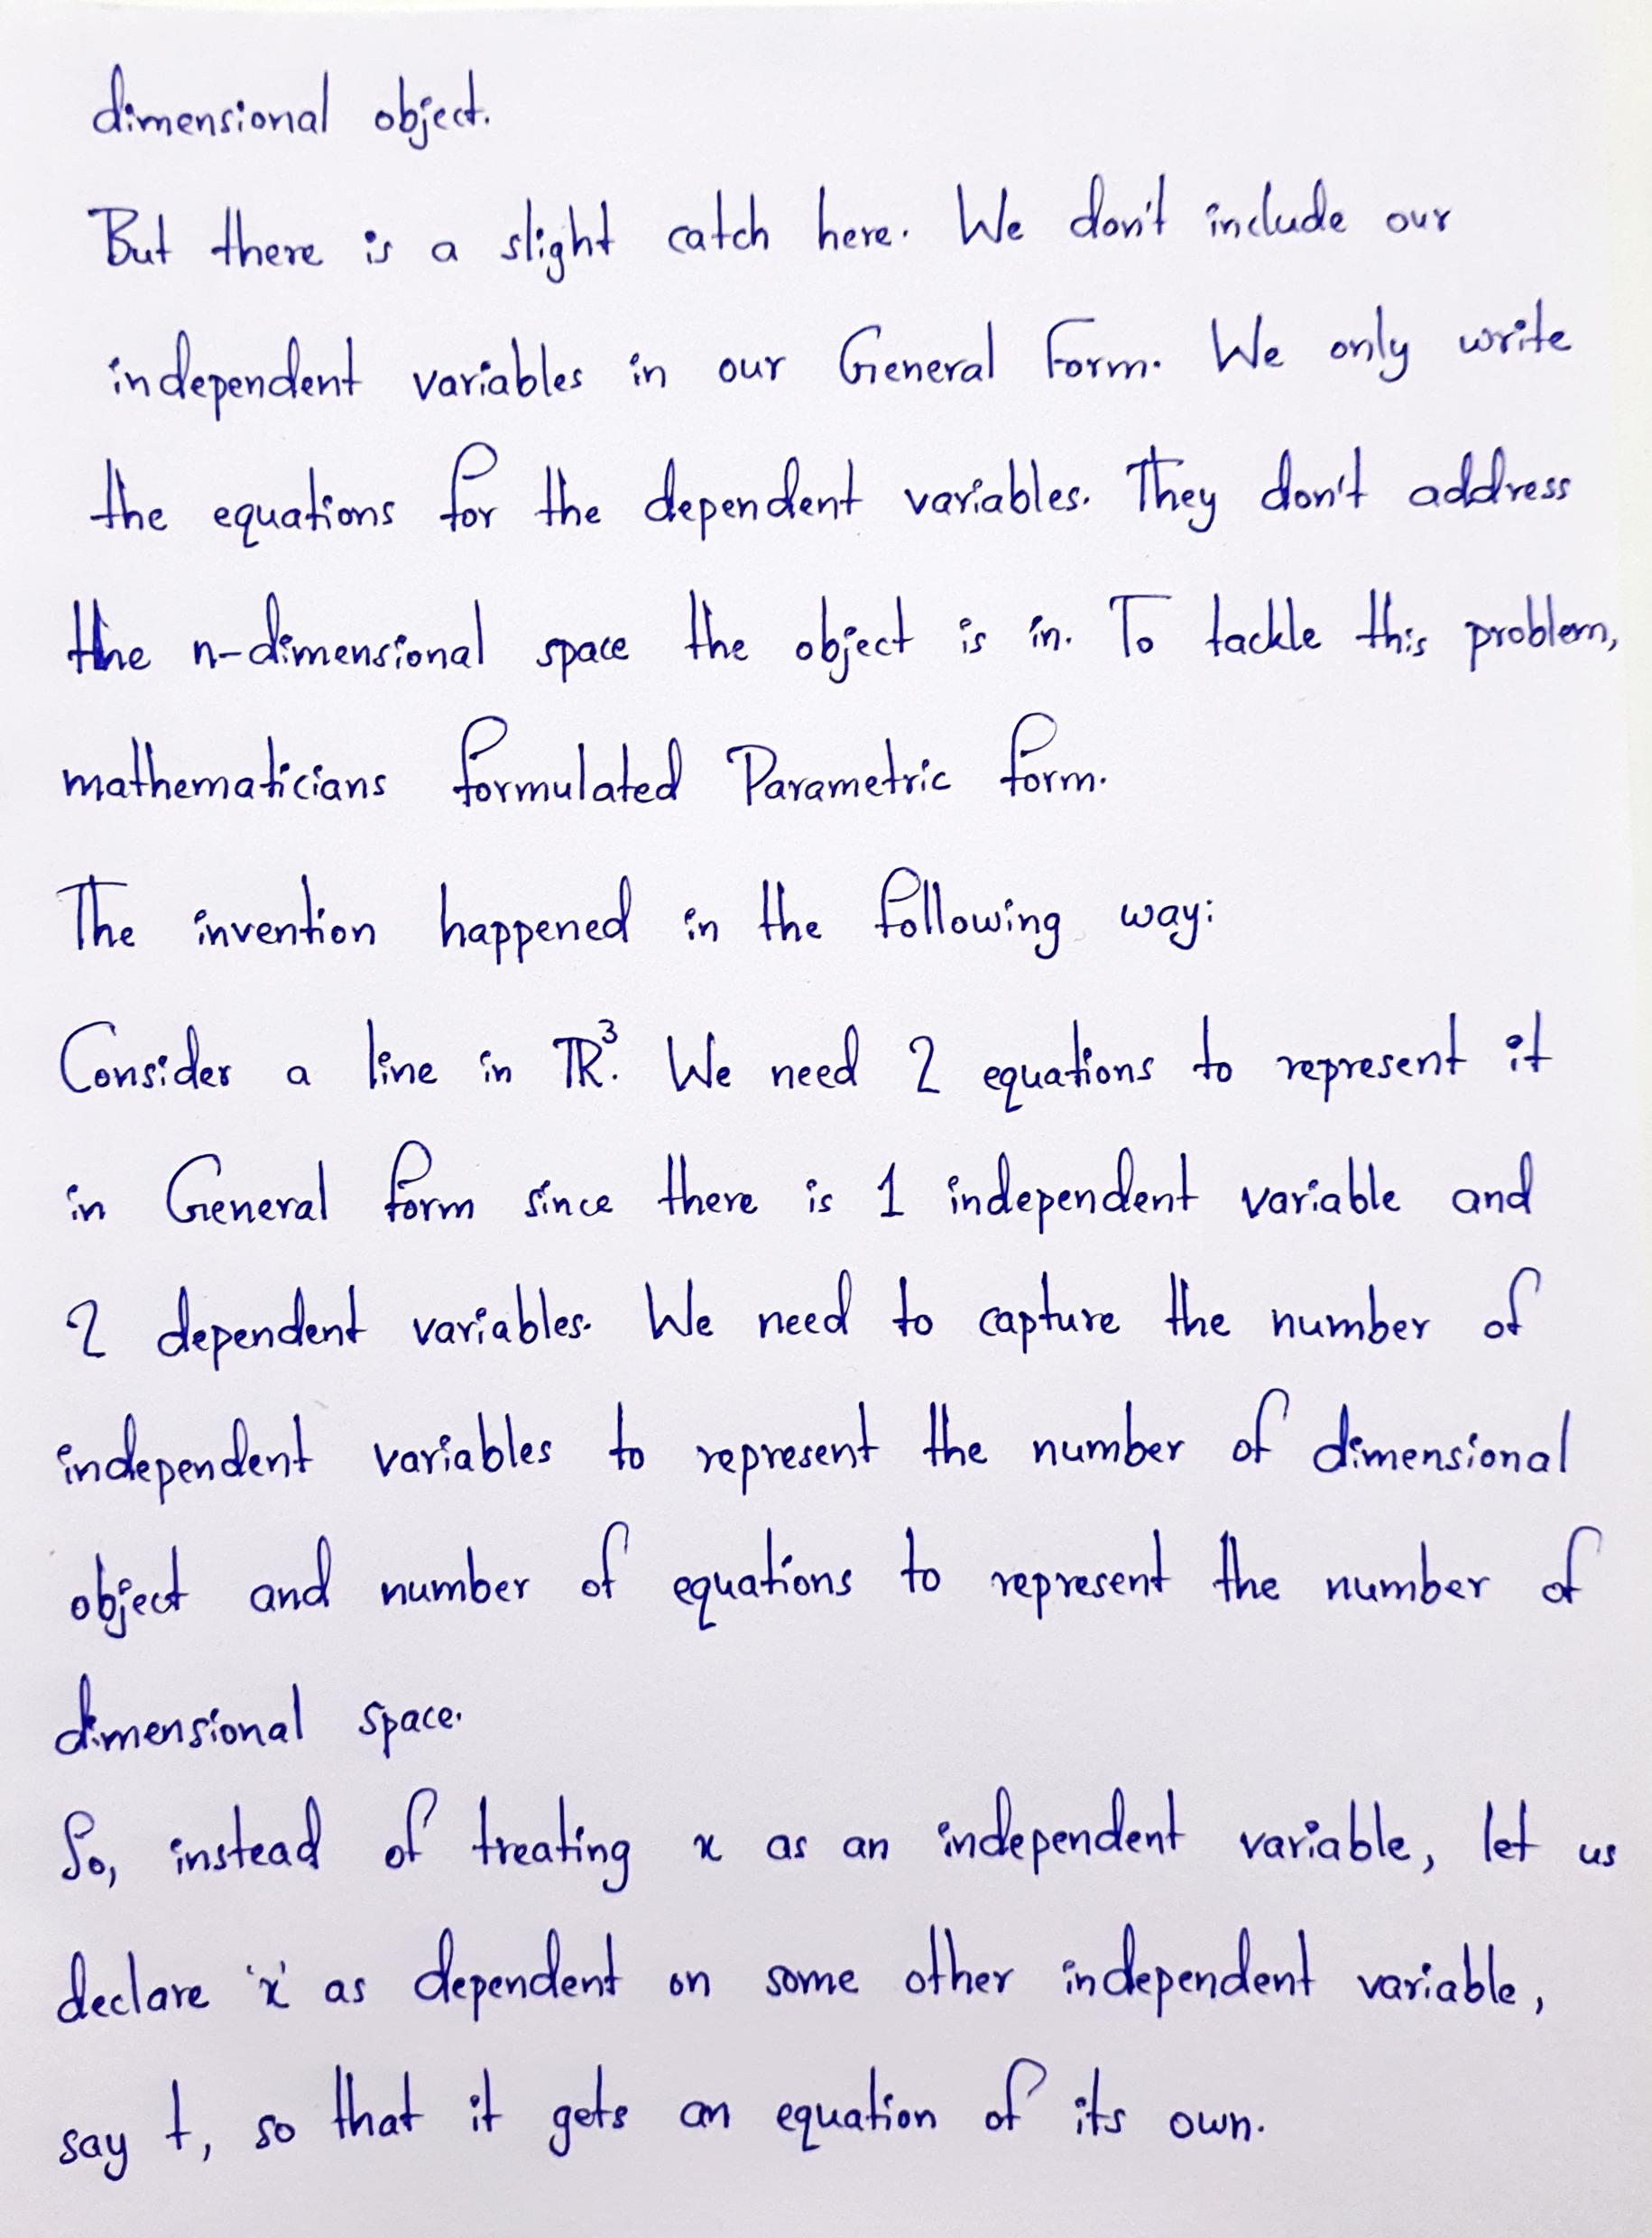 dimensional object.
But there is a slight catch here. We don't include our
independent variables in our General Form. We only write
the equations for the dependent variables. They don't address
the n-dimensional space the object is in. To tackle this problem,
mathematicians formulated Parametric form.
The invention happened in the following way:
Consider a line in ℝ³. We need 2 equations to represent it
in General form since there is 1 independent variable and
2 dependent variables. We need to capture the number of
independent variables to represent the number of dimensional
object and number of equations to represent the number of
dimensional space.
So, instead of treating x as an independent variable, let us
declare 'x' as dependent on some other independent variable,
say t, so that it gets an equation of its own.